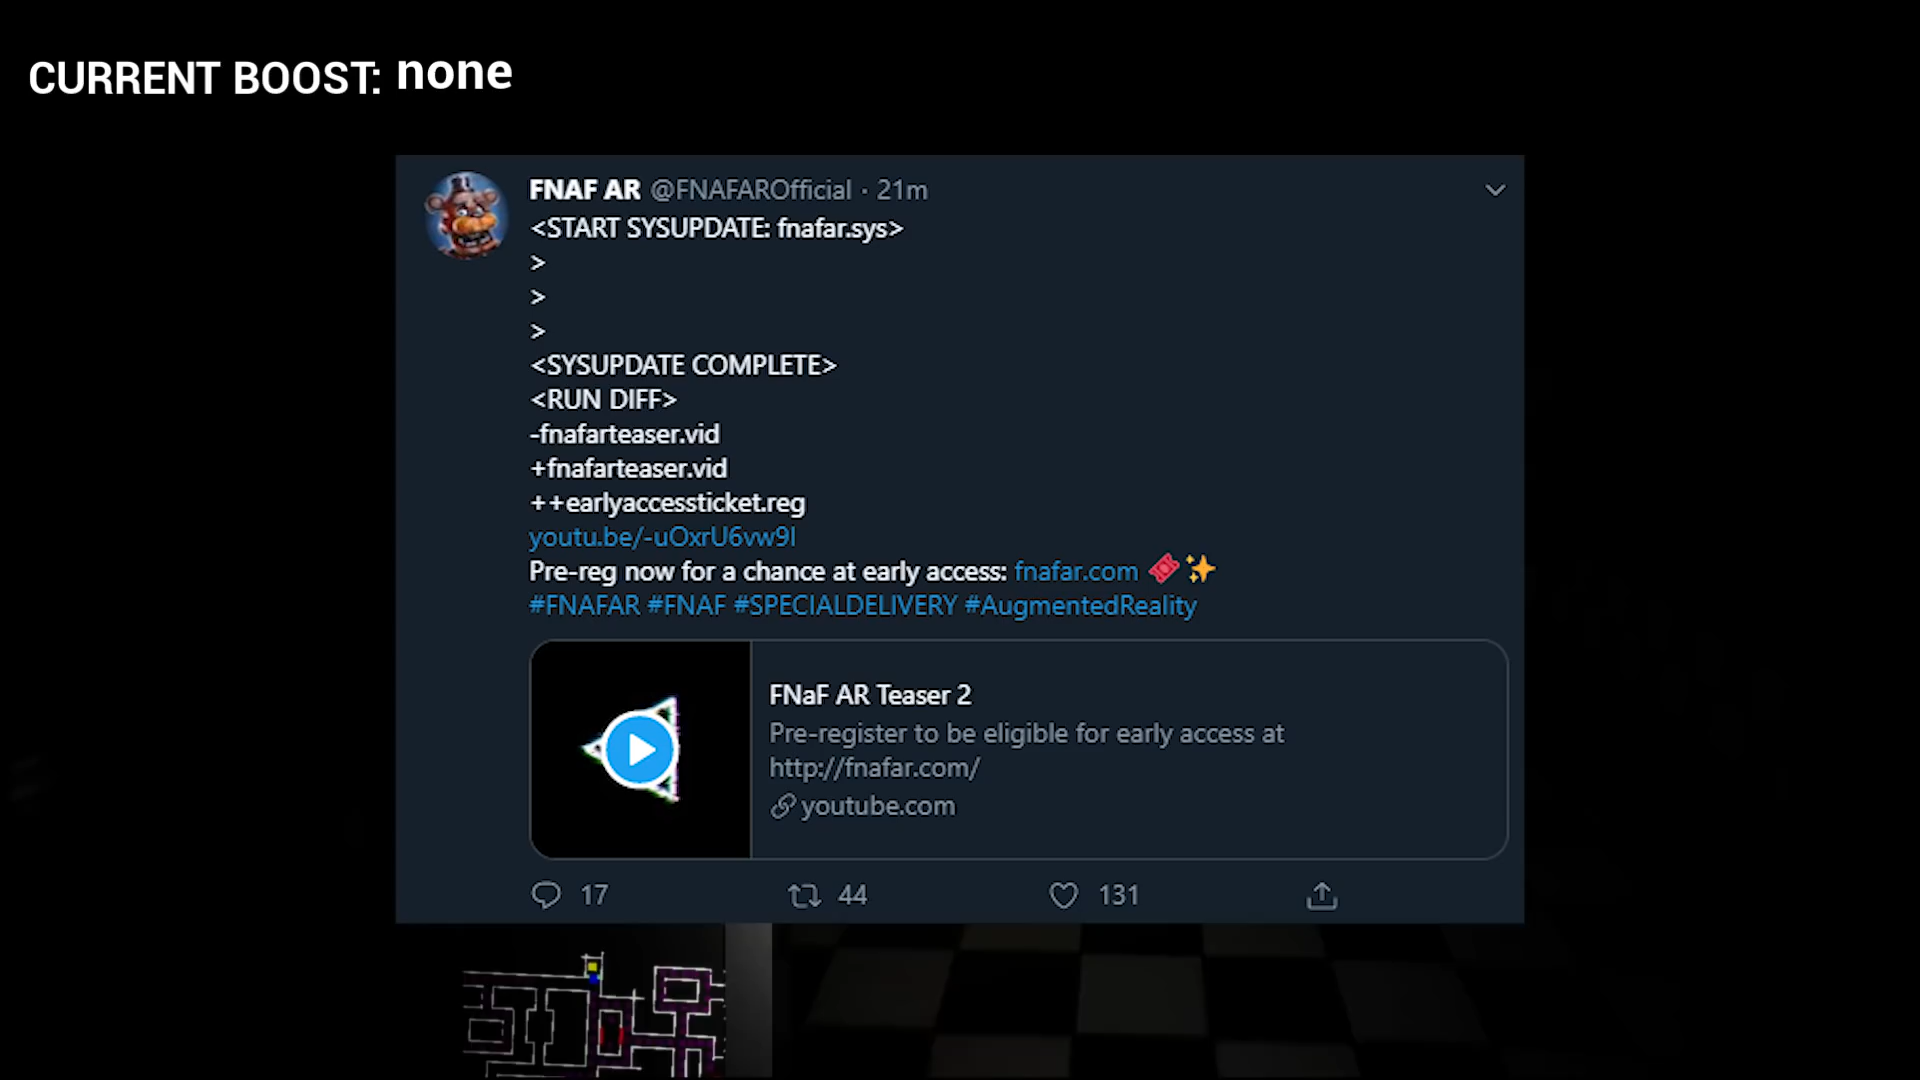 CURRENT BOOST: none
FNAF AR @FNAFAROfficial · 21m
<START SYSUPDATE: fnafar.sys>
>
>
>
<SYSUPDATE COMPLETE>
<RUN DIFF>
-fnafarteaser.vid
+fnafarteaser.vid
++earlyaccessticket.reg
youtu.be/-uOxrU6vw9I
Pre-reg now for a chance at early access: fnafar.com 🎟️✨
#FNAFAR #FNAF #SPECIALDELIVERY #AugmentedReality
FNaF AR Teaser 2
Pre-register to be eligible for early access at
http://fnafar.com/
youtube.com
17 44 131